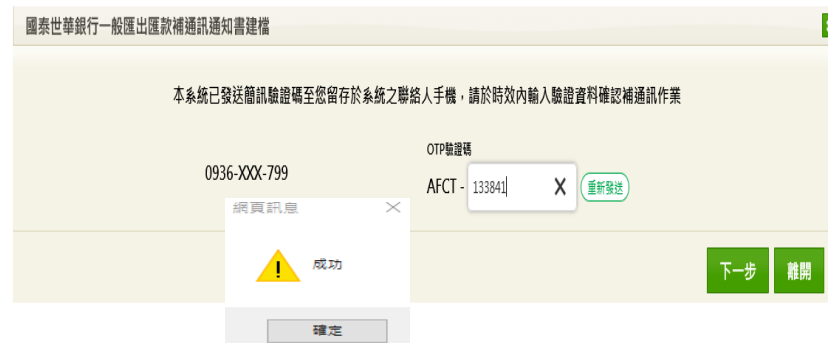 國泰世華銀行一般匯出匯款補通訊通知書建檔
本系統已發送簡訊驗證碼至您留存於系統之聯絡人手機，請於時效內輸入驗證資料確認補通訊作業
OTP驗證碼
0936-XXX-799
AFCT - 133841 X 重新發送
網頁訊息
成功
下一步 離開
確定